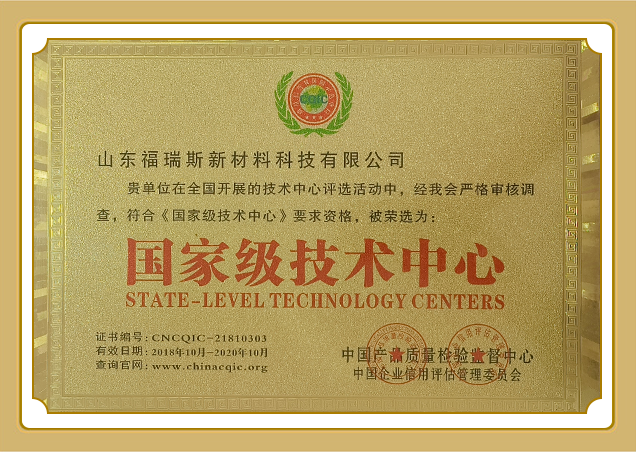 CQIC
山东福瑞斯新材料科技有限公司
贵单位在全国开展的技术中心评选活动中，经我会严格审核调
查，符合《国家级技术中心》要求资格，被荣选为：
国家级技术中心
STATE-LEVEL TECHNOLOGY CENTERS
证书编号: CNCQIC-21810303
有效日期: 2018年10月—2020年10月
查询官网: www.chinacqic.org
中国产品质量检验监督中心
中国企业信用评估管理委员会